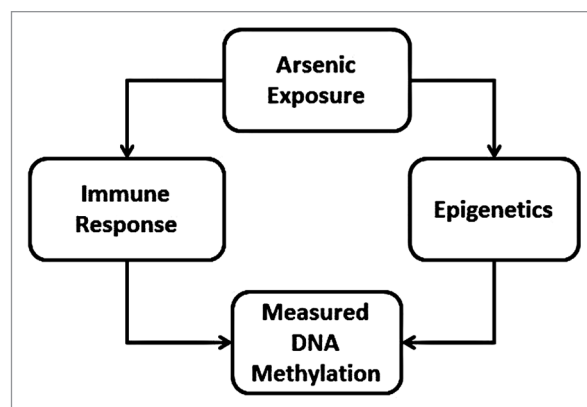 Arsenic
Exposure
Immune
Response
Epigenetics
Measured
DNA
Methylation